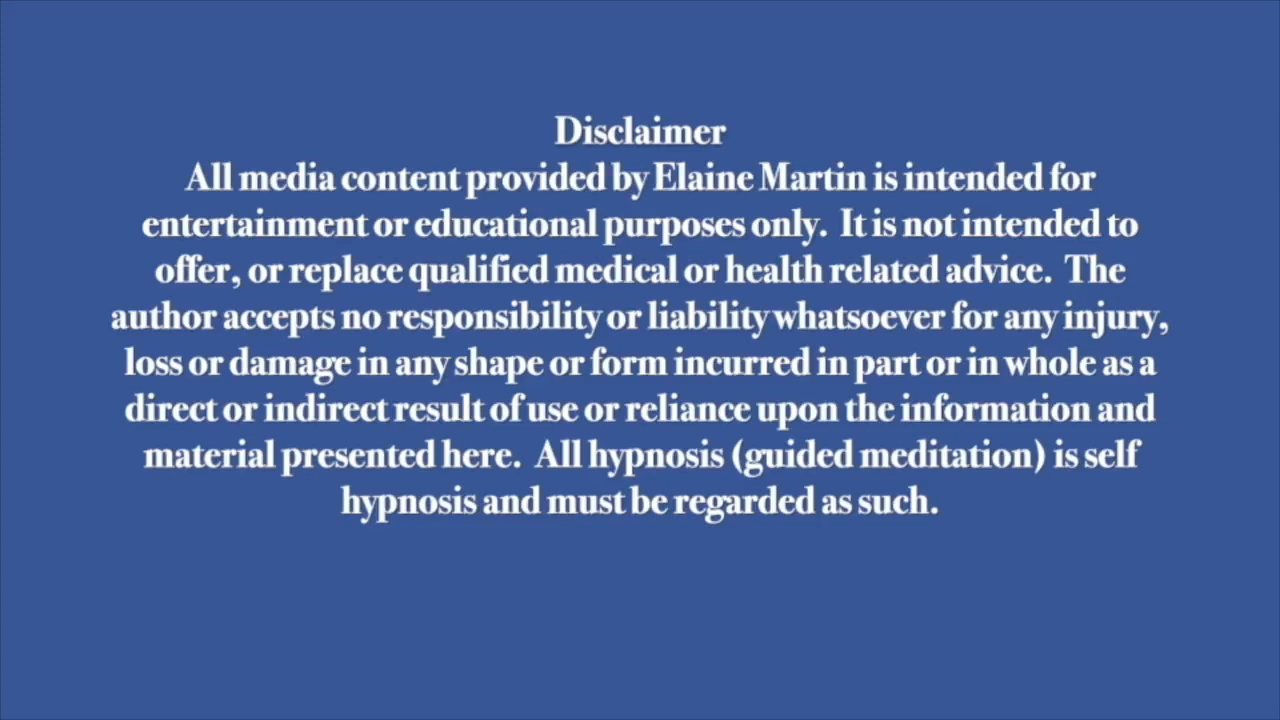 Disclaimer
All media content provided by Elaine Martin is intended for
entertainment or educational purposes only.  It is not intended to
offer, or replace qualified medical or health related advice.  The
author accepts no responsibility or liability whatsoever for any injury,
loss or damage in any shape or form incurred in part or in whole as a
direct or indirect result of use or reliance upon the information and
material presented here.  All hypnosis (guided meditation) is self
hypnosis and must be regarded as such.